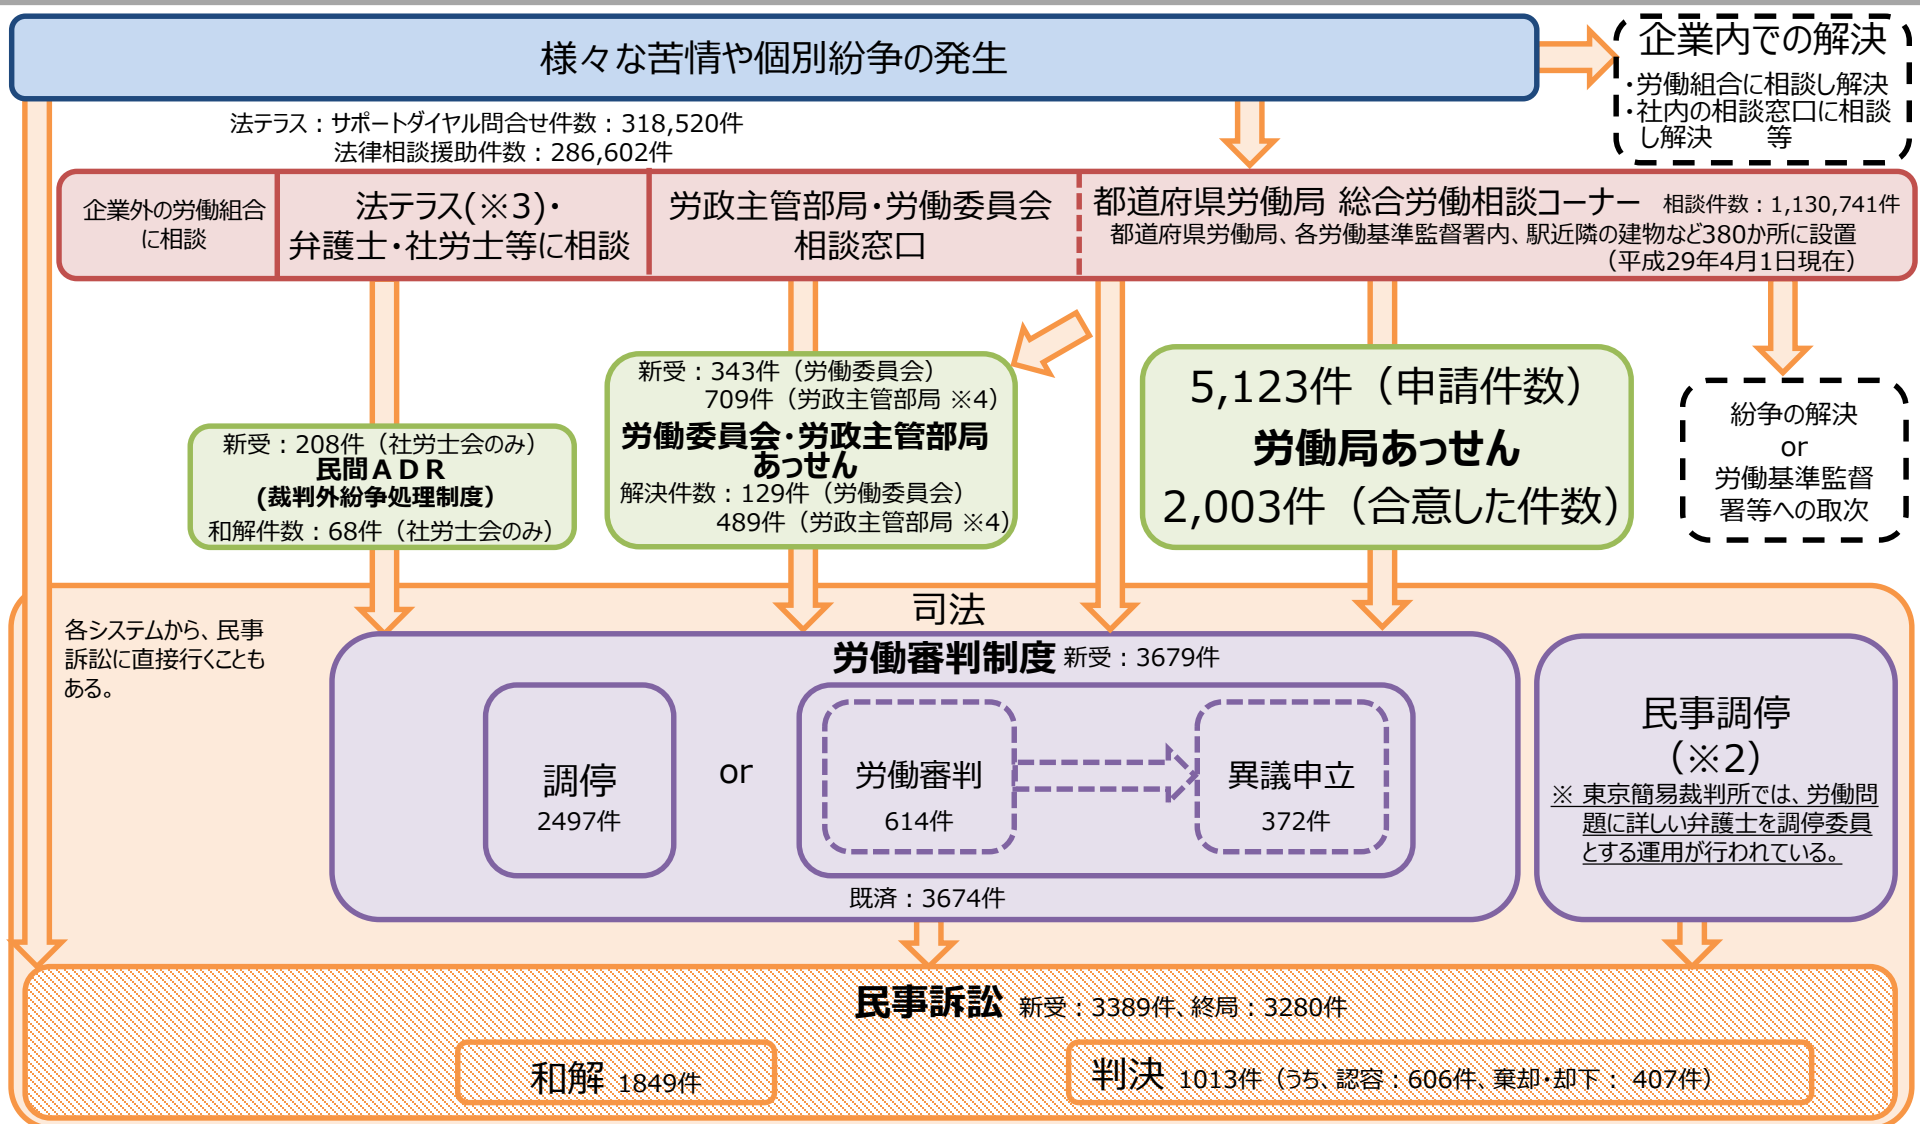 様々な苦情や個別紛争の発生
企業内での解決
・労働組合に相談し解決
・社内の相談窓口に相談
し解決　　等
法テラス：サポートダイヤル問合せ件数：318,520件
法律相談援助件数：286,602件
企業外の労働組合
に相談
法テラス(※3)・
弁護士・社労士等に相談
労政主管部局・労働委員会
相談窓口
都道府県労働局 総合労働相談コーナー　相談件数：1,130,741件
都道府県労働局、各労働基準監督署内、駅近隣の建物など380か所に設置
（平成29年4月1日現在）
新受：208件（社労士会のみ）
民間ＡＤＲ
(裁判外紛争処理制度）
和解件数：68件（社労士会のみ）
新受：343件（労働委員会）
709件（労政主管部局 ※4）
労働委員会・労政主管部局
あっせん
解決件数：129件（労働委員会）
489件（労政主管部局 ※4）
5,123件（申請件数）
労働局あっせん
2,003件（合意した件数）
紛争の解決
or
労働基準監督
署等への取次
司法
各システムから、民事
訴訟に直接行くことも
ある。
労働審判制度 新受：3679件
調停
2497件
or
労働審判
614件
異議申立
372件
既済：3674件
民事調停
（※2）
※ 東京簡易裁判所では、労働問
題に詳しい弁護士を調停委員
とする運用が行われている。
民事訴訟 新受：3389件、終局：3280件
和解 1849件
判決 1013件（うち、認容：606件、棄却・却下： 407件）